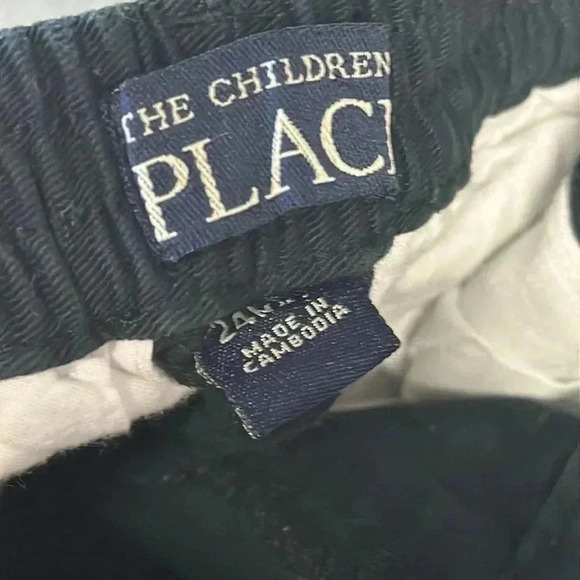 THE CHILDREN
PLAC
MADE IN
CAMBODIA